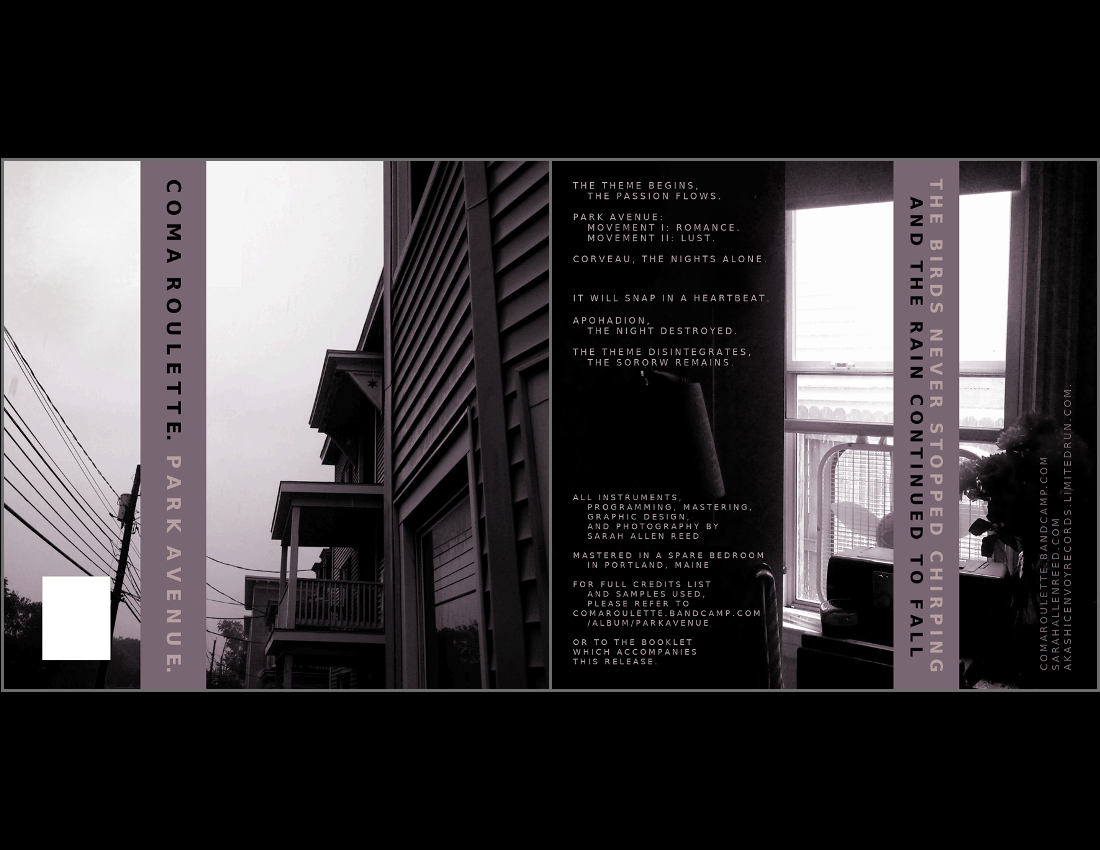 COMA ROULETTE. PARK AVENUE.
THE THEME BEGINS,
THE PASSION FLOWS.
PARK AVENUE:
MOVEMENT I: ROMANCE.
MOVEMENT II: LUST.
CORVEAU, THE NIGHTS ALONE.
IT WILL SNAP IN A HEARTBEAT.
APOHADION,
THE NIGHT DESTROYED.
THE THEME DISINTEGRATES,
THE SORORW REMAINS.
ALL INSTRUMENTS,
PROGRAMMING, MASTERING,
GRAPHIC DESIGN,
AND PHOTOGRAPHY BY
SARAH ALLEN REED
MASTERED IN A SPARE BEDROOM
IN PORTLAND, MAINE
FOR FULL CREDITS LIST
AND SAMPLES USED,
PLEASE REFER TO
COMAROULETTE.BANDCAMP.COM
/ALBUM/PARKAVENUE
OR TO THE BOOKLET
WHICH ACCOMPANIES
THIS RELEASE.
THE BIRDS NEVER STOPPED CHIRPING
AND THE RAIN CONTINUED TO FALL
COMAROULETTE.BANDCAMP.COM
SARAHALLENREED.COM
AKASHICENVOYRECORDS.LIMITEDRUN.COM.